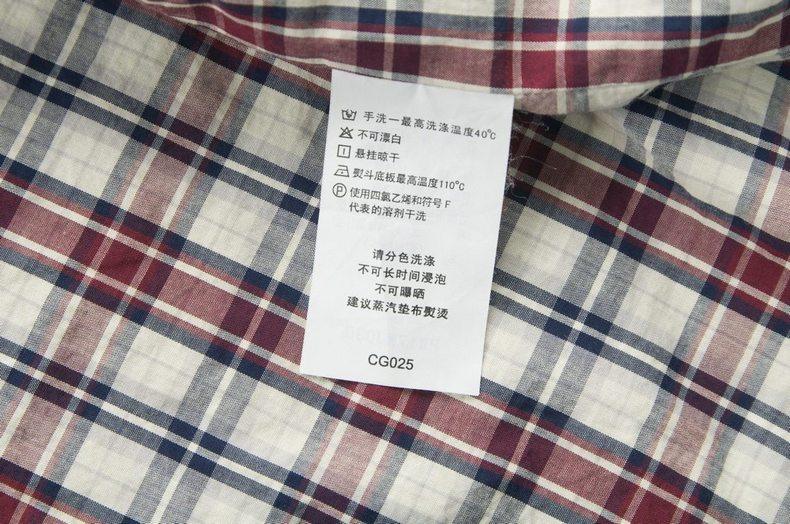 手洗一最高洗涤温度40℃
不可漂白
悬挂晾干
熨斗底板最高温度110℃
P 使用四氯乙烯和符号F
代表的溶剂干洗
请分色洗涤
不可长时间浸泡
不可曝晒
建议蒸汽垫布熨烫
CG025